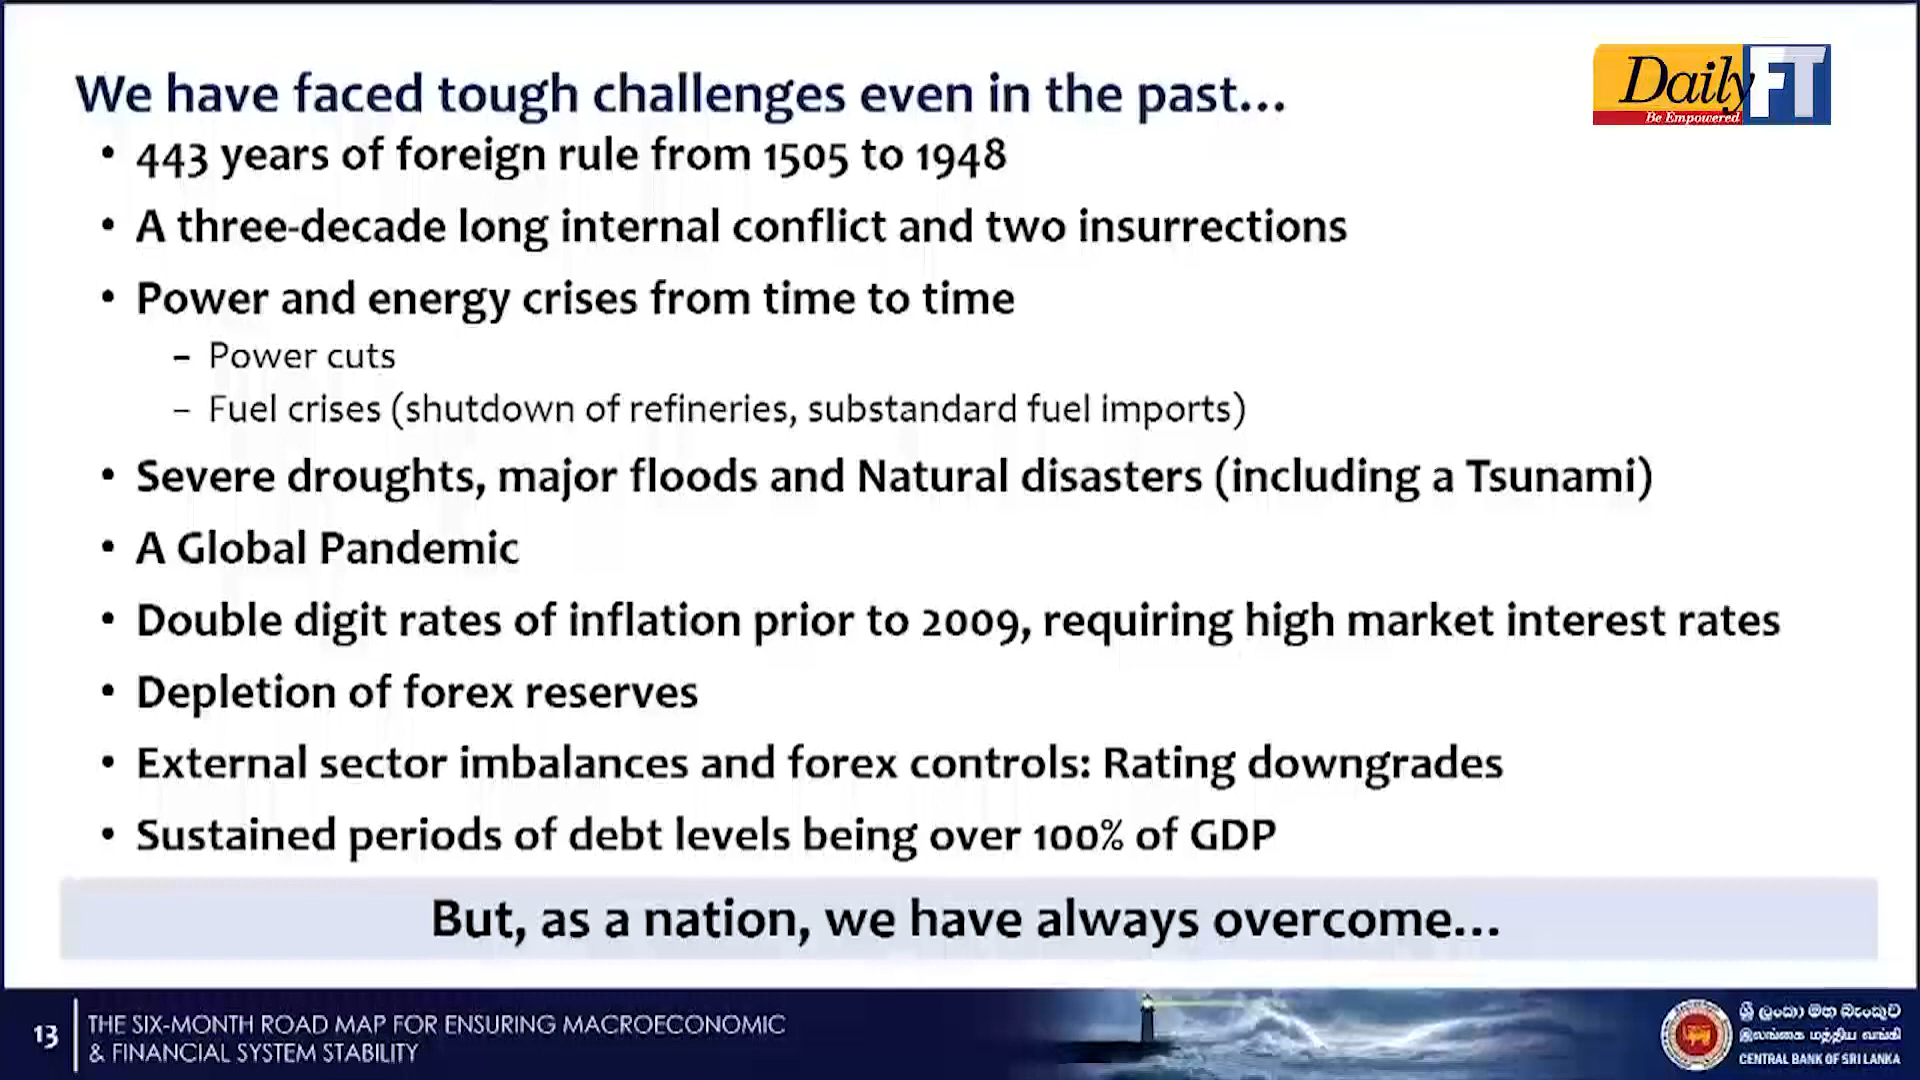 We have faced tough challenges even in the past...
Daily FT
Be Empowered
• 443 years of foreign rule from 1505 to 1948
• A three-decade long internal conflict and two insurrections
• Power and energy crises from time to time
– Power cuts
– Fuel crises (shutdown of refineries, substandard fuel imports)
• Severe droughts, major floods and Natural disasters (including a Tsunami)
• A Global Pandemic
• Double digit rates of inflation prior to 2009, requiring high market interest rates
• Depletion of forex reserves
• External sector imbalances and forex controls: Rating downgrades
• Sustained periods of debt levels being over 100% of GDP
But, as a nation, we have always overcome...
13
THE SIX-MONTH ROAD MAP FOR ENSURING MACROECONOMIC
& FINANCIAL SYSTEM STABILITY
ශ්‍රී ලංකා මහ බැංකුව
இலங்கை மத்திய வங்கி
CENTRAL BANK OF SRI LANKA